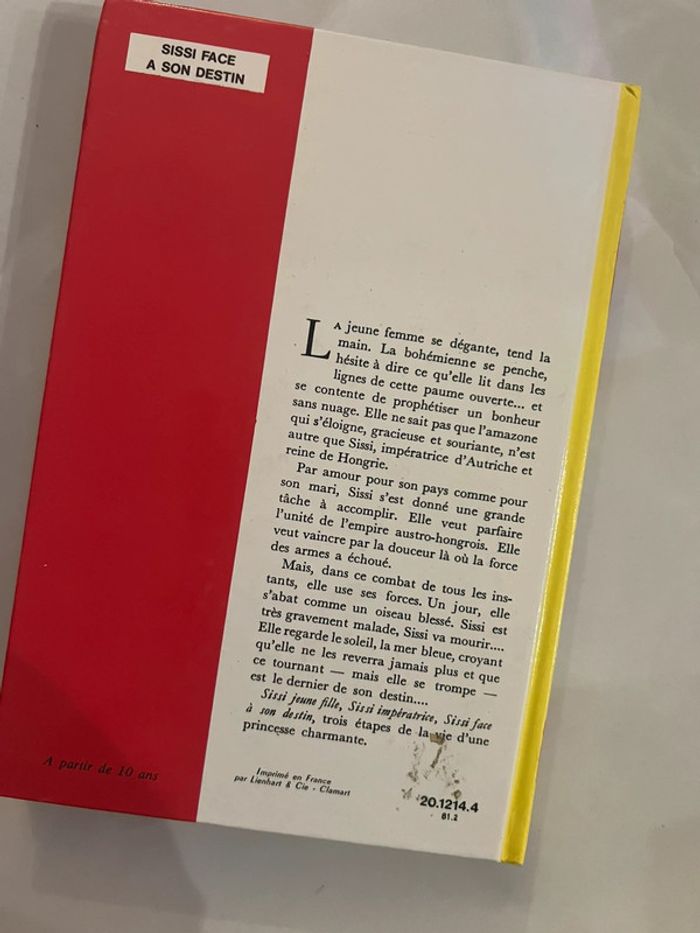 SISSI FACE
A SON DESTIN
LA jeune femme se dégante, tend la
main. La bohémienne se penche,
hésite à dire ce qu'elle lit dans les
lignes de cette paume ouverte... et
se contente de prophétiser un bonheur
sans nuage. Elle ne sait pas que l'amazone
qui s'éloigne, gracieuse et souriante, n'est
autre que Sissi, impératrice d'Autriche et
reine de Hongrie.
Par amour pour son pays comme pour
son mari, Sissi s'est donné une grande
tâche à accomplir. Elle veut parfaire
l'unité de l'empire austro-hongrois. Elle
veut vaincre par la douceur là où la force
des armes a échoué.
Mais, dans ce combat de tous les ins-
tants, elle use ses forces. Un jour, elle
s'abat comme un oiseau blessé. Sissi est
très gravement malade, Sissi va mourir....
Elle regarde le soleil, la mer bleue, croyant
qu'elle ne les reverra jamais plus et que
ce tournant — mais elle se trompe —
est le dernier de son destin....
Sissi jeune fille, Sissi impératrice, Sissi face
à son destin, trois étapes de la vie d'une
princesse charmante.
A partir de 10 ans
Imprimé en France
par Lienhart & Cie - Clamart
20.1214.4
81.2